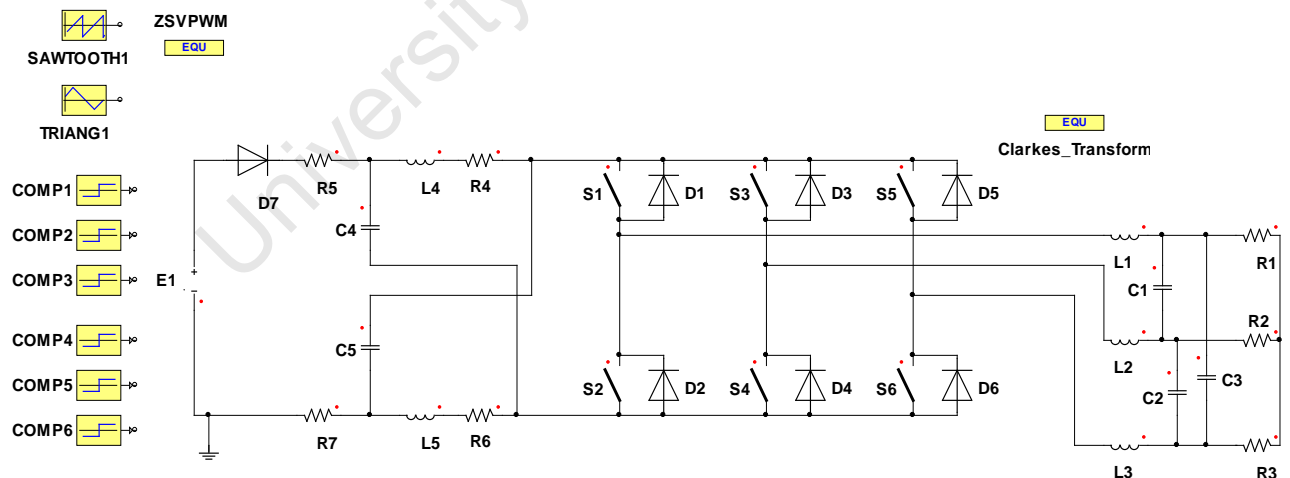 ZSVPWM
EQU
SAWTOOTH1
University
TRIANG1
EQU
Clarkes_Transform
COMP1
COMP2
COMP3
COMP4
COMP5
COMP6
E1
+
-
D7
R5
L4
R4
C4
C5
R7
L5
R6
S1
D1
S3
D3
S5
D5
S2
D2
S4
D4
S6
D6
L1
R1
C1
R2
L2
C2
C3
L3
R3